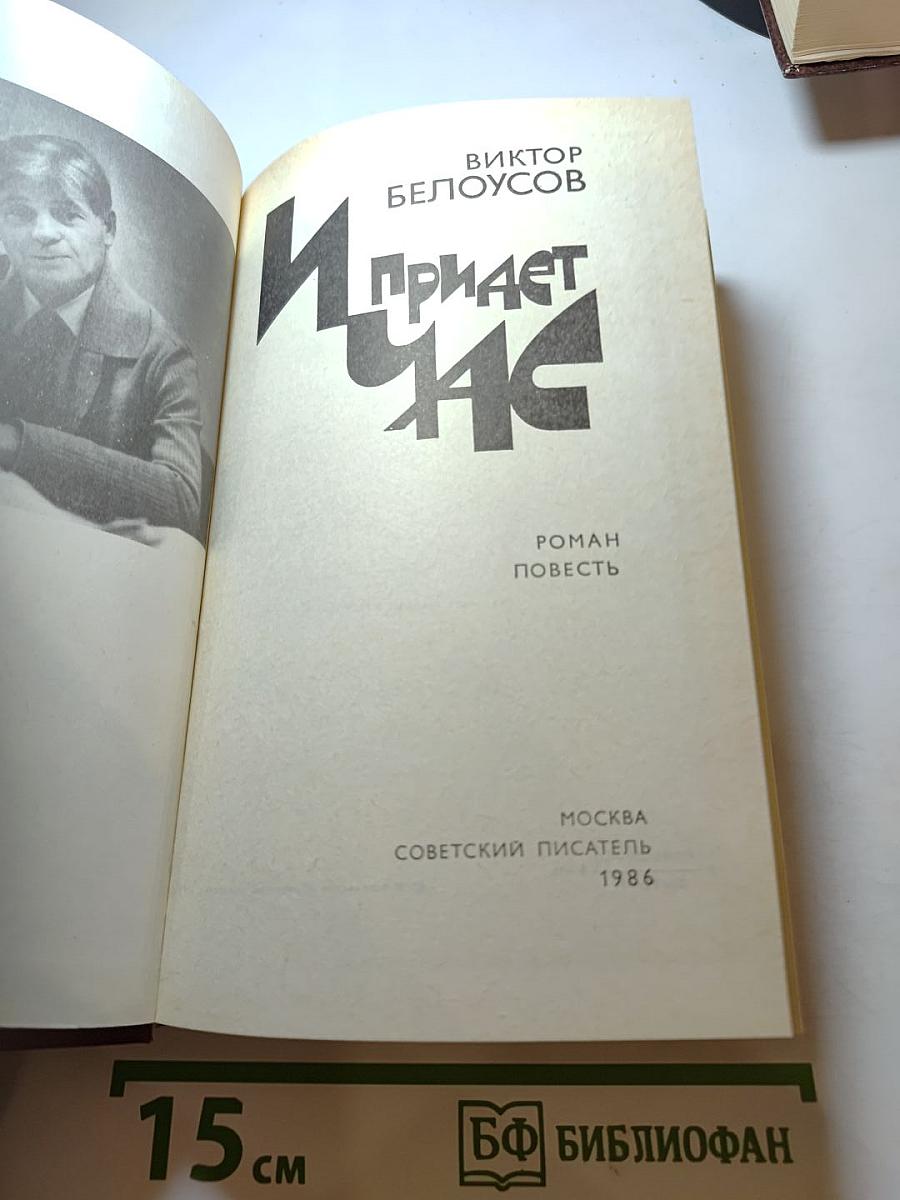 ВИКТОР
БЕЛОУСОВ
И ПРИДЕТ
ЧАС
РОМАН
ПОВЕСТЬ
МОСКВА
СОВЕТСКИЙ ПИСАТЕЛЬ
1986
15 см
БФ БИБЛИОФАН